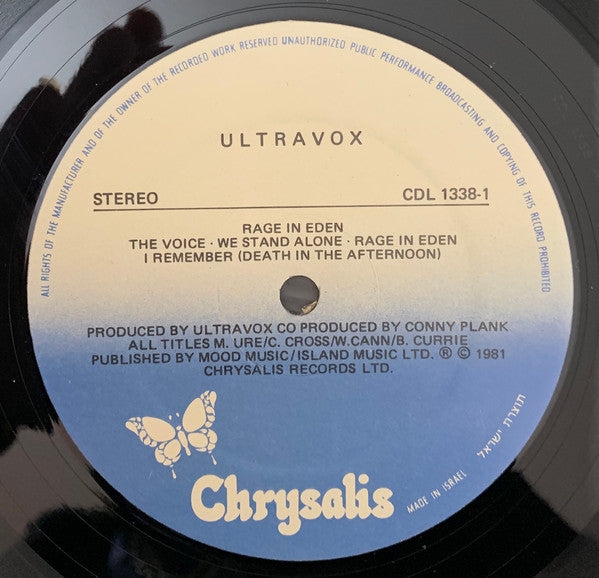 ALL RIGHTS OF THE MANUFACTURER AND OF THE OWNER OF THE RECORDED WORK RESERVED UNAUTHORIZED PUBLIC PERFORMANCE BROADCASTING AND COPYING OF THIS RECORD PROHIBITED
ULTRAVOX
STEREO CDL 1338-1
RAGE IN EDEN
THE VOICE · WE STAND ALONE · RAGE IN EDEN
I REMEMBER (DEATH IN THE AFTERNOON)
PRODUCED BY ULTRAVOX CO PRODUCED BY CONNY PLANK
ALL TITLES M. URE/C. CROSS/W.CANN/B. CURRIE
PUBLISHED BY MOOD MUSIC/ISLAND MUSIC LTD. ® © 1981
CHRYSALIS RECORDS LTD.
Chrysalis
MADE IN ISRAEL תוצרת ישראל